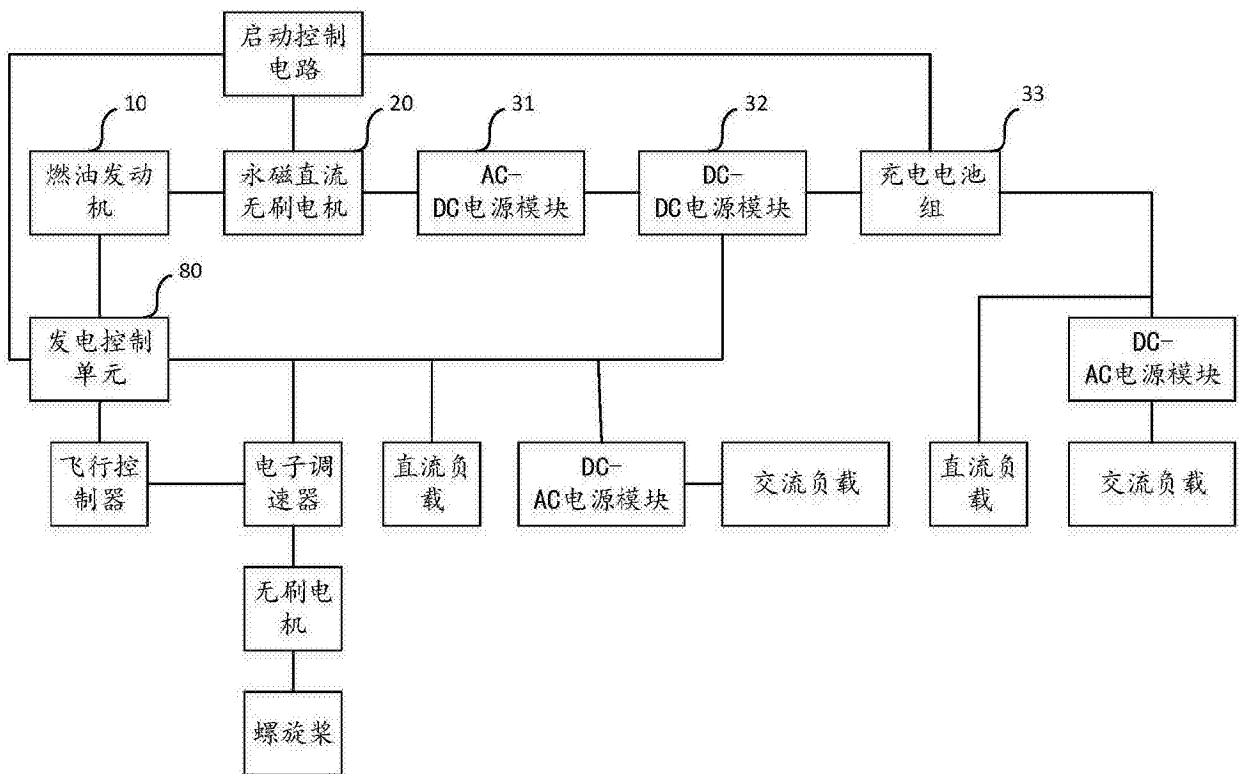 启动控制
电路
10
20
31
32
33
燃油发动
机
永磁直流
无刷电机
AC-
DC电源模块
DC-
DC电源模块
充电电池
组
80
发电控制
单元
DC-
AC电源模块
飞行控
制器
电子调
速器
直流负
载
DC-
AC电源模块
交流负载
直流负
载
交流负载
无刷电
机
螺旋桨